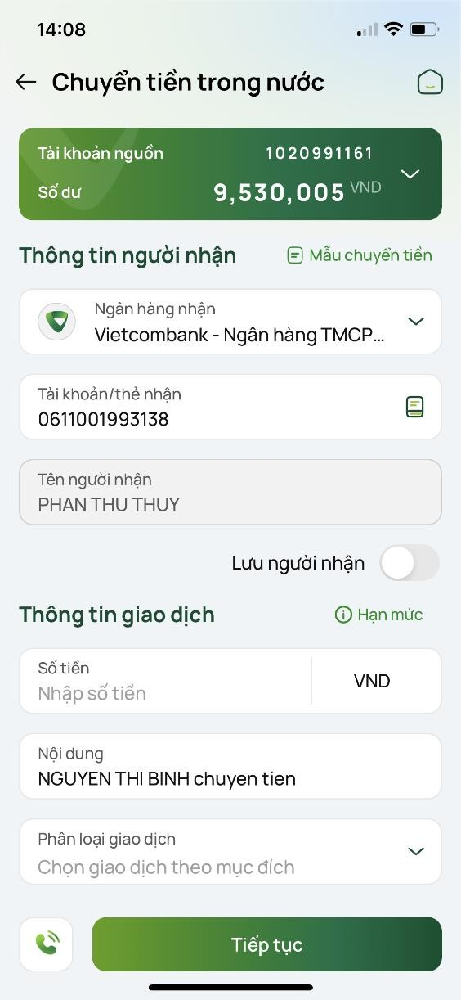 14:08
Chuyển tiền trong nước
Tài khoản nguồn 1020991161
Số dư 9,530,005 VND
Thông tin người nhận Mẫu chuyển tiền
Ngân hàng nhận
Vietcombank - Ngân hàng TMCP...
Tài khoản/thẻ nhận
0611001993138
Tên người nhận
PHAN THU THUY
Lưu người nhận
Thông tin giao dịch Hạn mức
Số tiền
Nhập số tiền VND
Nội dung
NGUYEN THI BINH chuyen tien
Phân loại giao dịch
Chọn giao dịch theo mục đích
Tiếp tục